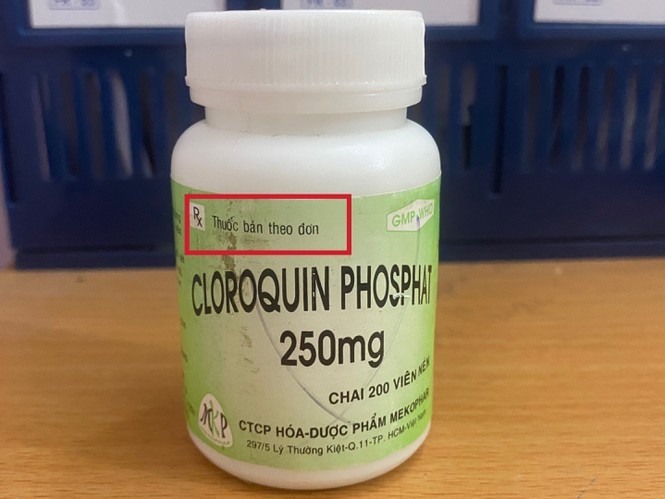 Rx Thuốc bán theo đơn
GMP WHO
CLOROQUIN PHOSPHAT
250mg
CHAI 200 VIÊN NÉN
MKP
CTCP HÓA-DƯỢC PHẨM MEKOPHAR
297/5 Lý Thường Kiệt-Q.11-TP. HCM-Việt Nam